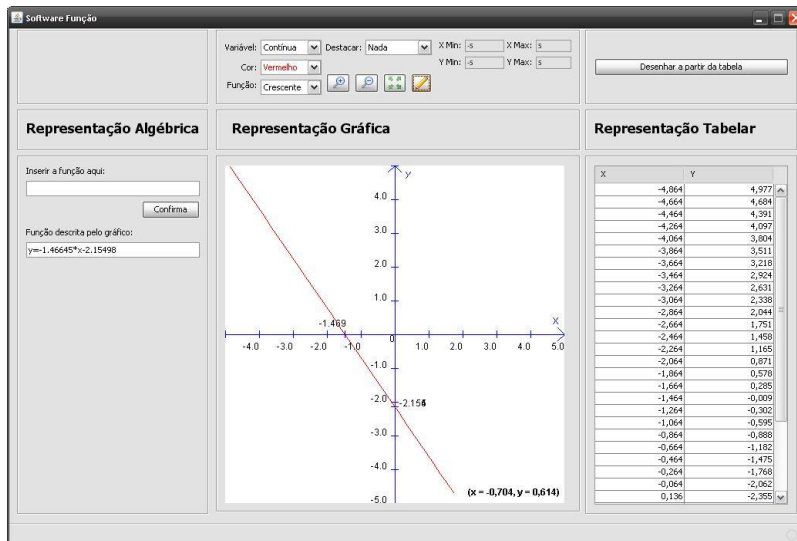 Software Função
Variável: Contínua Destacar: Nada X Min: -s X Max: s
Cor: Vermelho Y Min: -s Y Max: s
Função: Crescente
Desenhar a partir da tabela
Representação Algébrica
Representação Gráfica
Representação Tabelar
Inserir a função aqui:
Confirma
Função descrita pelo gráfico:
y=-1.46645*x-2.15498
y
4.0
3.0
2.0
1.0
-1.469
X
0
-4.0 -3.0 -2.0 -1.0 1.0 2.0 3.0 4.0 5.0
-1.0
-2.0
-3.0
-4.0
-5.0
(x = -0,704, y = 0,614)
X Y
-4,864 4,977
-4,664 4,684
-4,464 4,391
-4,264 4,097
-4,064 3,804
-3,864 3,511
-3,664 3,218
-3,464 2,924
-3,264 2,631
-3,064 2,338
-2,864 2,044
-2,664 1,751
-2,464 1,458
-2,264 1,165
-2,064 0,871
-1,864 0,578
-1,664 0,285
-1,464 -0,009
-1,264 -0,302
-1,064 -0,595
-0,864 -0,888
-0,664 -1,182
-0,464 -1,475
-0,264 -1,768
-0,064 -2,062
0,136 -2,355